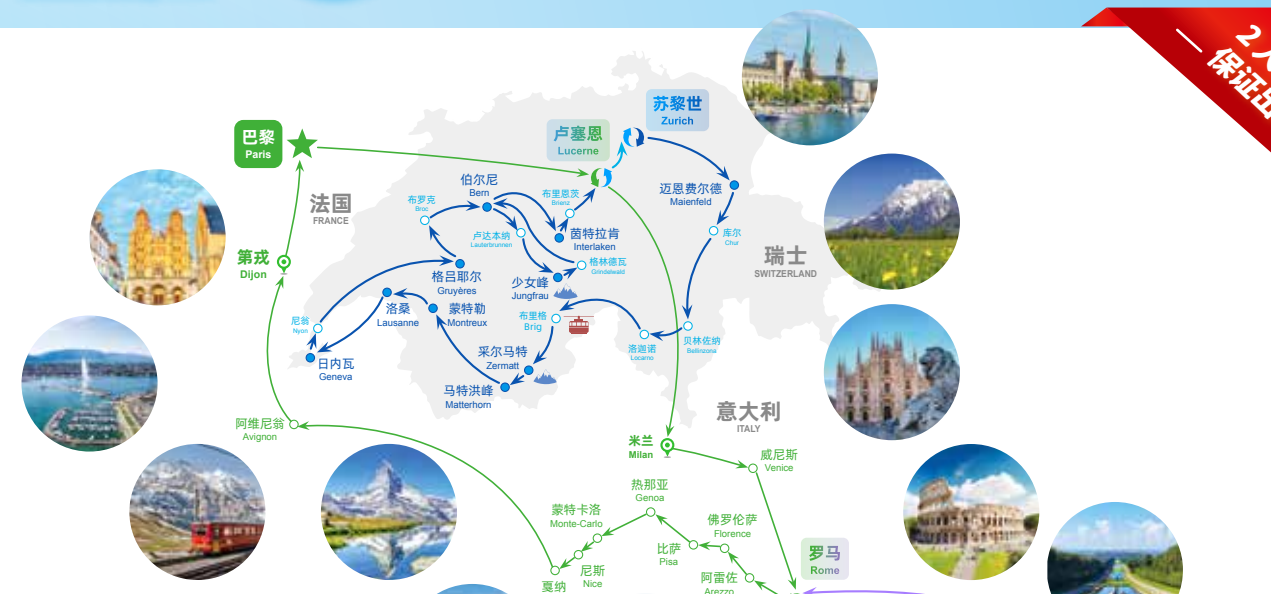 2
保证出
苏黎世
Zurich
卢塞恩
Lucerne
巴黎
Paris
伯尔尼
Bern
布里恩茨
Brienz
迈恩费尔德
Maienfeld
布罗克
Broc
法国
FRANCE
卢达本纳
Lauterbrunnen
茵特拉肯
Interlaken
库尔
Chur
第戎
Dijon
瑞士
SWITZERLAND
格林德瓦
Grindelwald
格吕耶尔
Gruyères
少女峰
Jungfrau
洛桑
Lausanne
蒙特勒
Montreux
布里格
Brig
尼翁
Nyon
洛迦诺
Locarno
贝林佐纳
Bellinzona
日内瓦
Geneva
采尔马特
Zermatt
马特洪峰
Matterhorn
意大利
ITALY
阿维尼翁
Avignon
米兰
Milan
威尼斯
Venice
热那亚
Genoa
蒙特卡洛
Monte-Carlo
佛罗伦萨
Florence
比萨
Pisa
罗马
Rome
尼斯
Nice
阿雷佐
Arezzo
戛纳